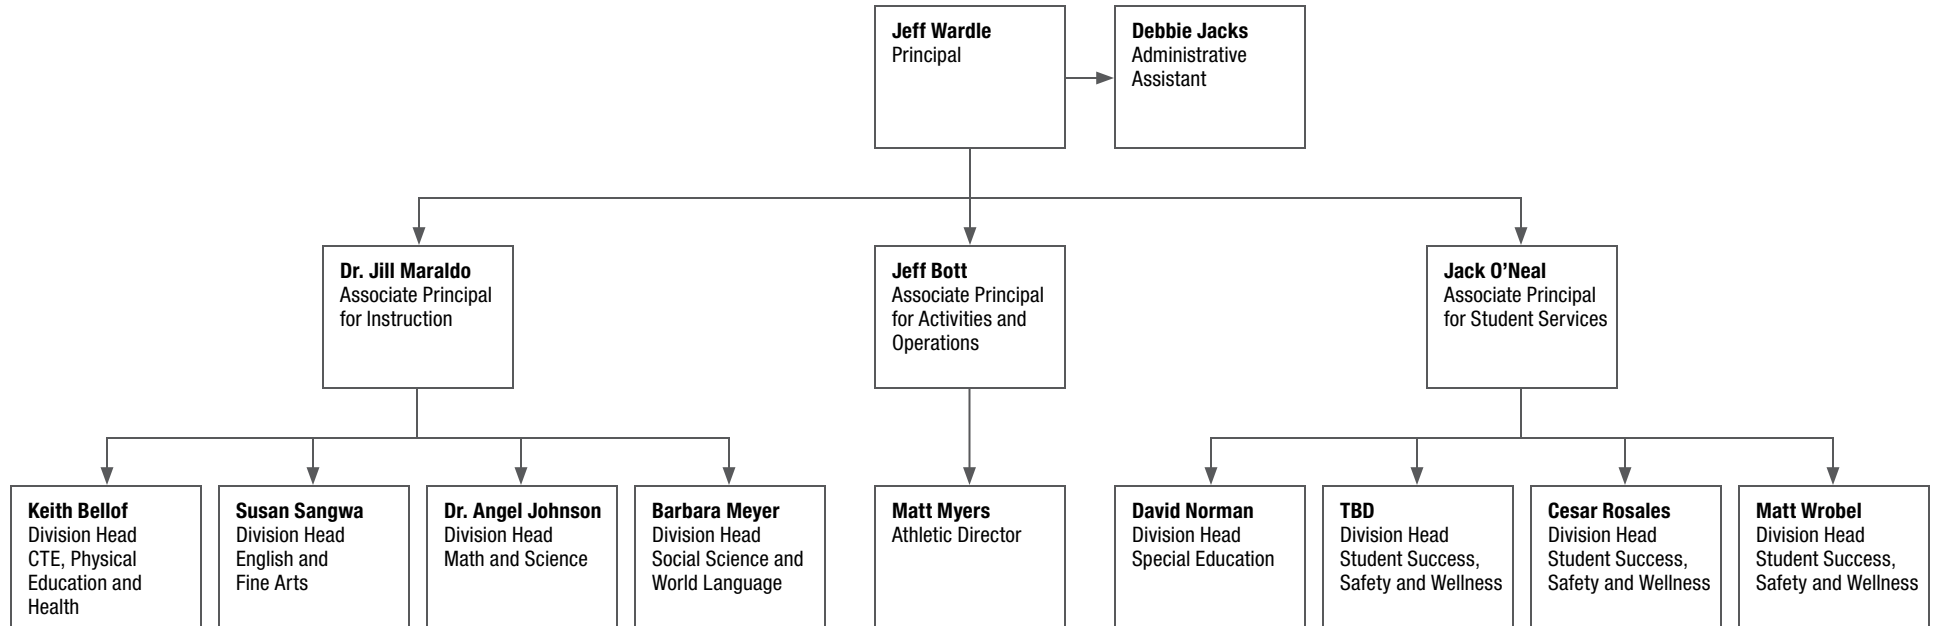 Jeff Wardle
Principal
Debbie Jacks
Administrative
Assistant
Dr. Jill Maraldo
Associate Principal
for Instruction
Jeff Bott
Associate Principal
for Activities and
Operations
Jack O’Neal
Associate Principal
for Student Services
Keith Bellof
Division Head
CTE, Physical
Education and
Health
Susan Sangwa
Division Head
English and
Fine Arts
Dr. Angel Johnson
Division Head
Math and Science
Barbara Meyer
Division Head
Social Science and
World Language
Matt Myers
Athletic Director
David Norman
Division Head
Special Education
TBD
Division Head
Student Success,
Safety and Wellness
Cesar Rosales
Division Head
Student Success,
Safety and Wellness
Matt Wrobel
Division Head
Student Success,
Safety and Wellness